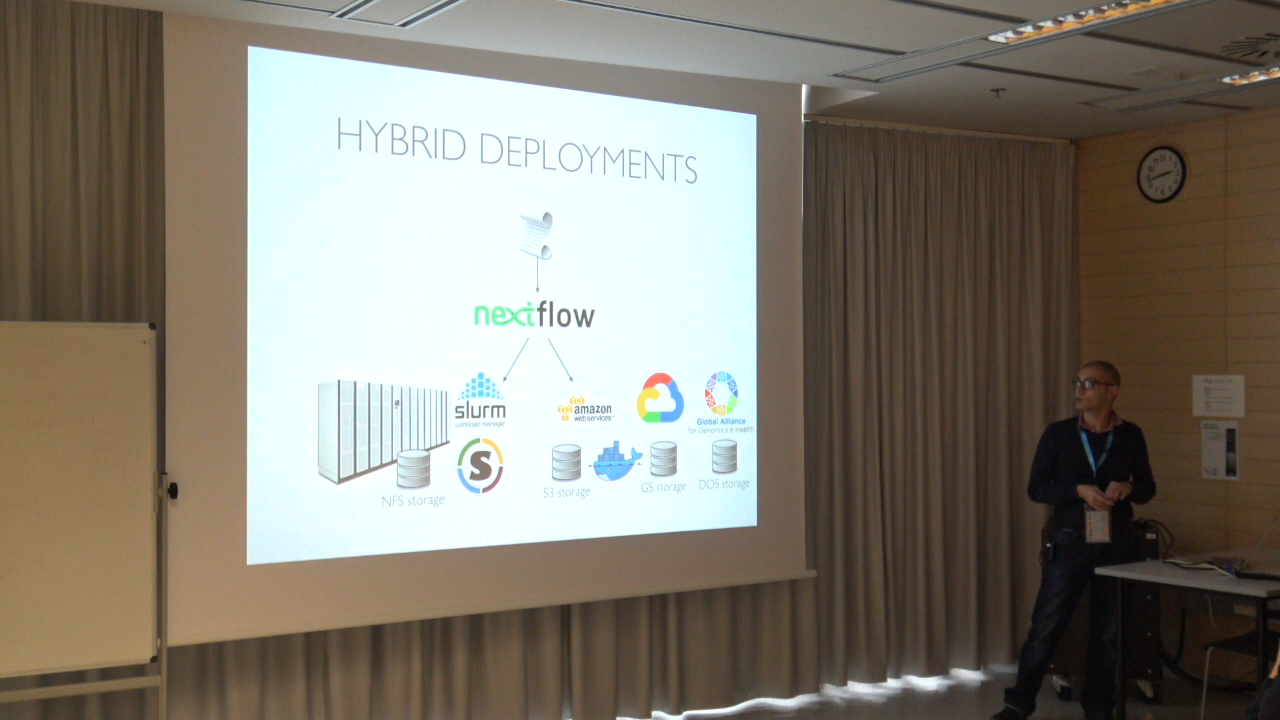 HYBRID DEPLOYMENTS
nextflow
slurm
workload manager
amazon
web services™
Global Alliance
for Genomics & Health
S
NFS storage
S3 storage
GS storage
DOS storage